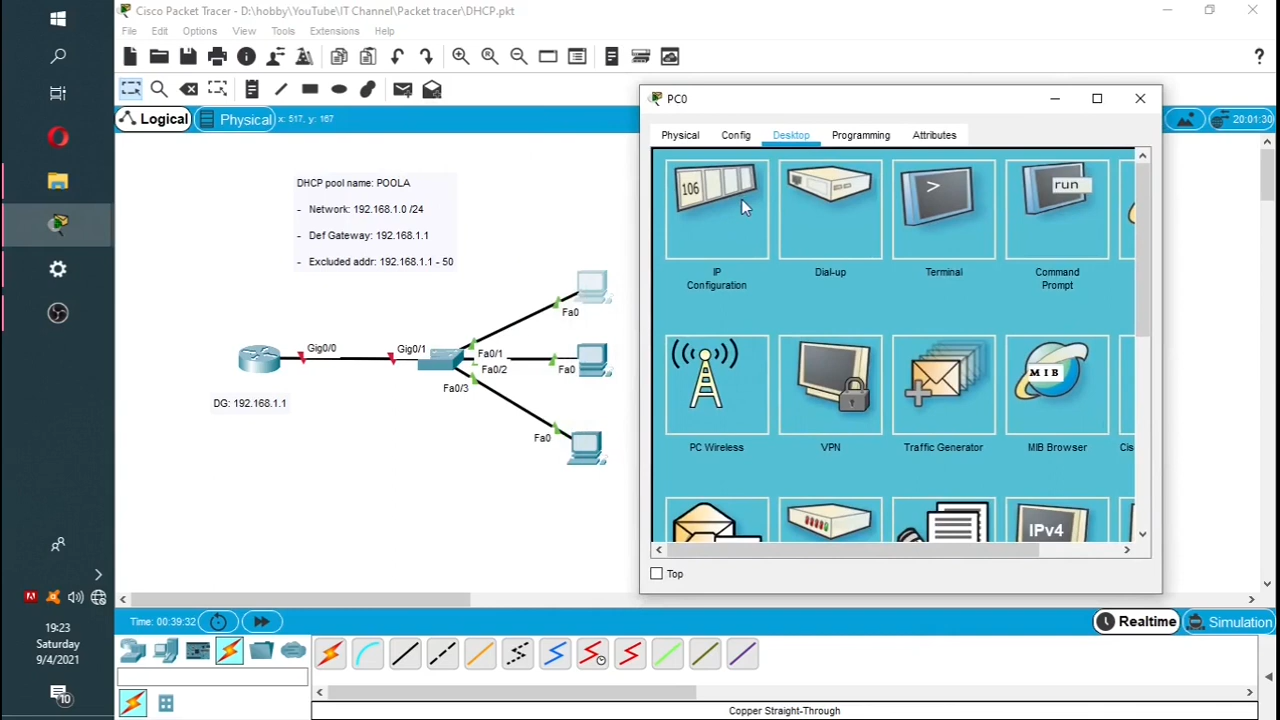 Cisco Packet Tracer - D:\hobby\YouTube\IT Channel\Packet tracer\DHCP.pkt
File Edit Options View Tools Extensions Help
?
Logical
Physical
x: 517, y: 167
20:01:30
DHCP pool name: POOLA
- Network: 192.168.1.0 /24
- Def Gateway: 192.168.1.1
- Excluded addr: 192.168.1.1 - 50
Fa0
Gig0/0
Gig0/1
Fa0/1
Fa0/2
Fa0
Fa0/3
DG: 192.168.1.1
Fa0
PC0
Physical Config Desktop Programming Attributes
106
>
run
IP Configuration
Dial-up
Terminal
Command Prompt
MIB
PC Wireless
VPN
Traffic Generator
MIB Browser
Cis
IPv4
Top
Time: 00:39:32
Realtime
Simulation
Copper Straight-Through
19:23
Saturday
9/4/2021
10